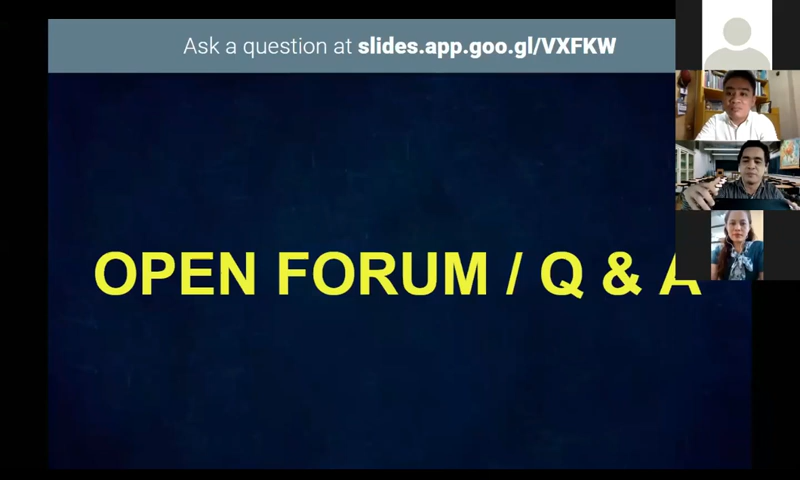 Ask a question at slides.app.goo.gl/VXFKW
OPEN FORUM / Q & A